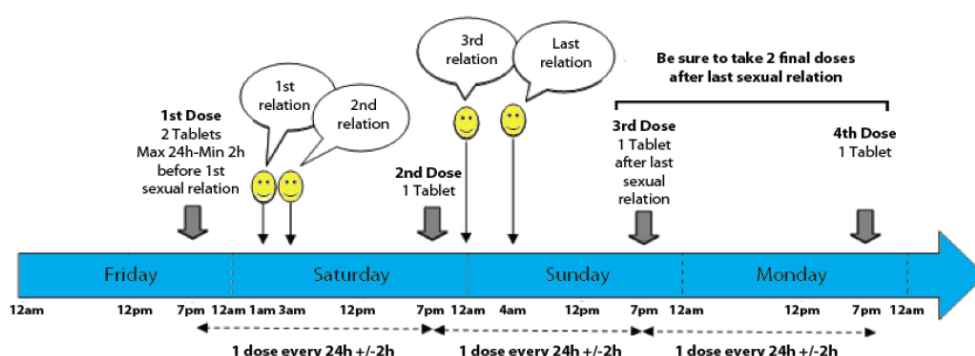 1st
relation
2nd
relation
3rd
relation
Last
relation
Be sure to take 2 final doses
after last sexual relation
1st Dose
2 Tablets
Max 24h-Min 2h
before 1st
sexual relation
2nd Dose
1 Tablet
3rd Dose
1 Tablet
after last
sexual
relation
4th Dose
1 Tablet
Friday
Saturday
Sunday
Monday
12am 12pm 7pm 12am 1am 3am 12pm 7pm 12am 4am 12pm 7pm 12am 12pm 7pm 12am
1 dose every 24h +/-2h
1 dose every 24h +/-2h
1 dose every 24h +/-2h